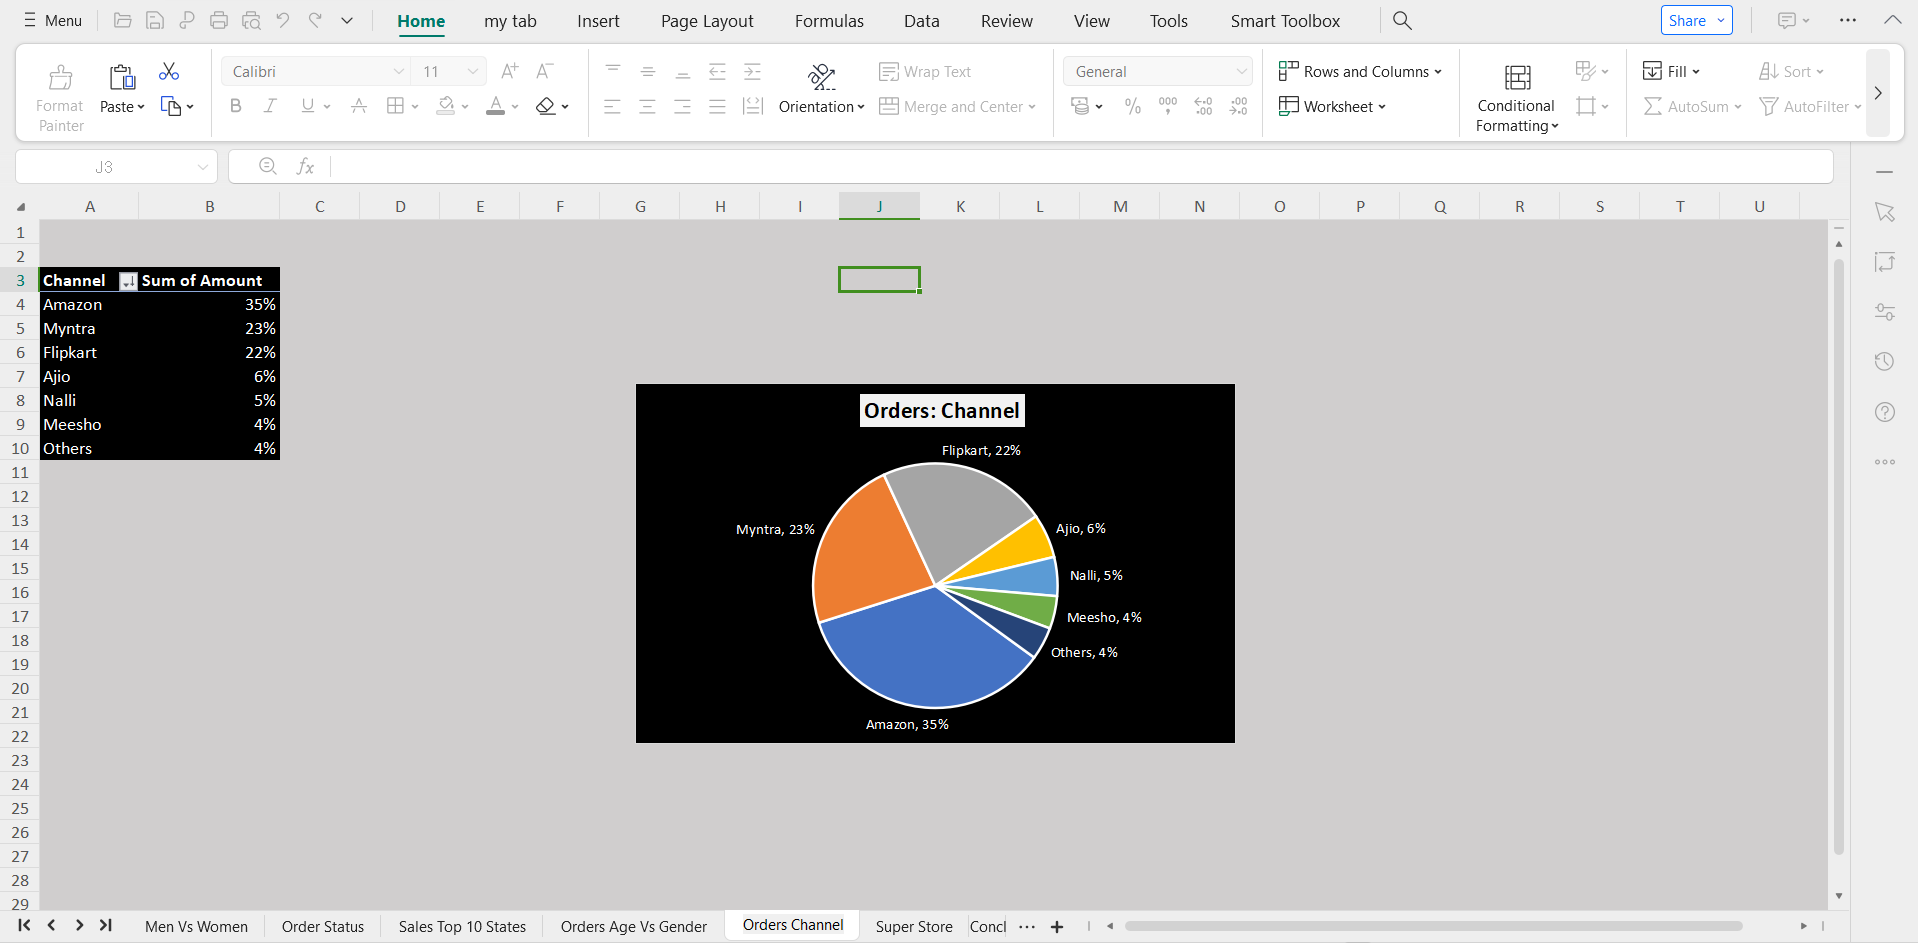 Menu
Home my tab Insert Page Layout Formulas Data Review View Tools Smart Toolbox
Share
Format Painter
Paste
Calibri 11
A+ A-
B I U A A
Orientation
Wrap Text
Merge and Center
General
% 000 ←0 .00 .00 →.0
Rows and Columns
Worksheet
Conditional Formatting
Fill
Sort
AutoSum
AutoFilter
J3 fx
A B C D E F G H I J K L M N O P Q R S T U
1
2
3 Channel Sum of Amount
4 Amazon 35%
5 Myntra 23%
6 Flipkart 22%
7 Ajio 6%
8 Nalli 5%
9 Meesho 4%
10 Others 4%
11
12
13
14
15
16
17
18
19
20
21
22
23
24
25
26
27
28
29
Orders: Channel
Flipkart, 22%
Myntra, 23%
Ajio, 6%
Nalli, 5%
Meesho, 4%
Others, 4%
Amazon, 35%
Men Vs Women Order Status Sales Top 10 States Orders Age Vs Gender Orders Channel Super Store Concl ··· +